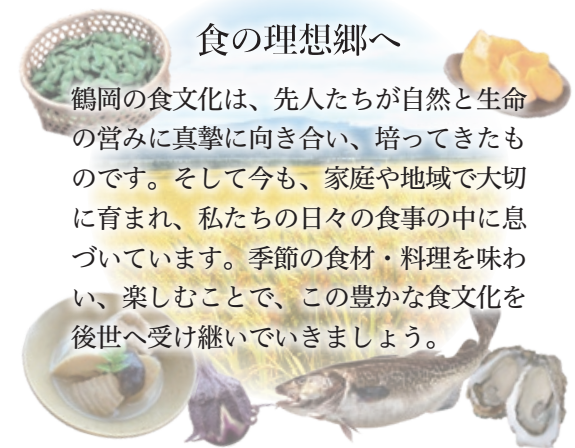 食の理想郷へ
鶴岡の食文化は、先人たちが自然と生命
の営みに真摯に向き合い、培ってきたも
のです。そして今も、家庭や地域で大切
に育まれ、私たちの日々の食事の中に息
づいています。季節の食材・料理を味わ
い、楽しむことで、この豊かな食文化を
後世へ受け継いでいきましょう。